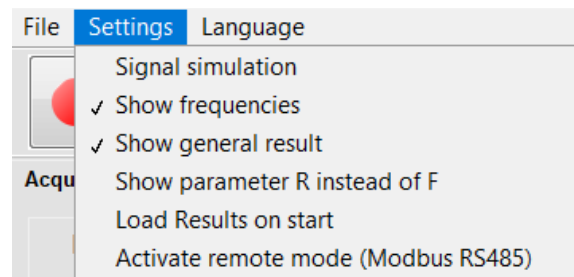 File Settings Language
Signal simulation
✓ Show frequencies
✓ Show general result
Acqu
Show parameter R instead of F
Load Results on start
Activate remote mode (Modbus RS485)